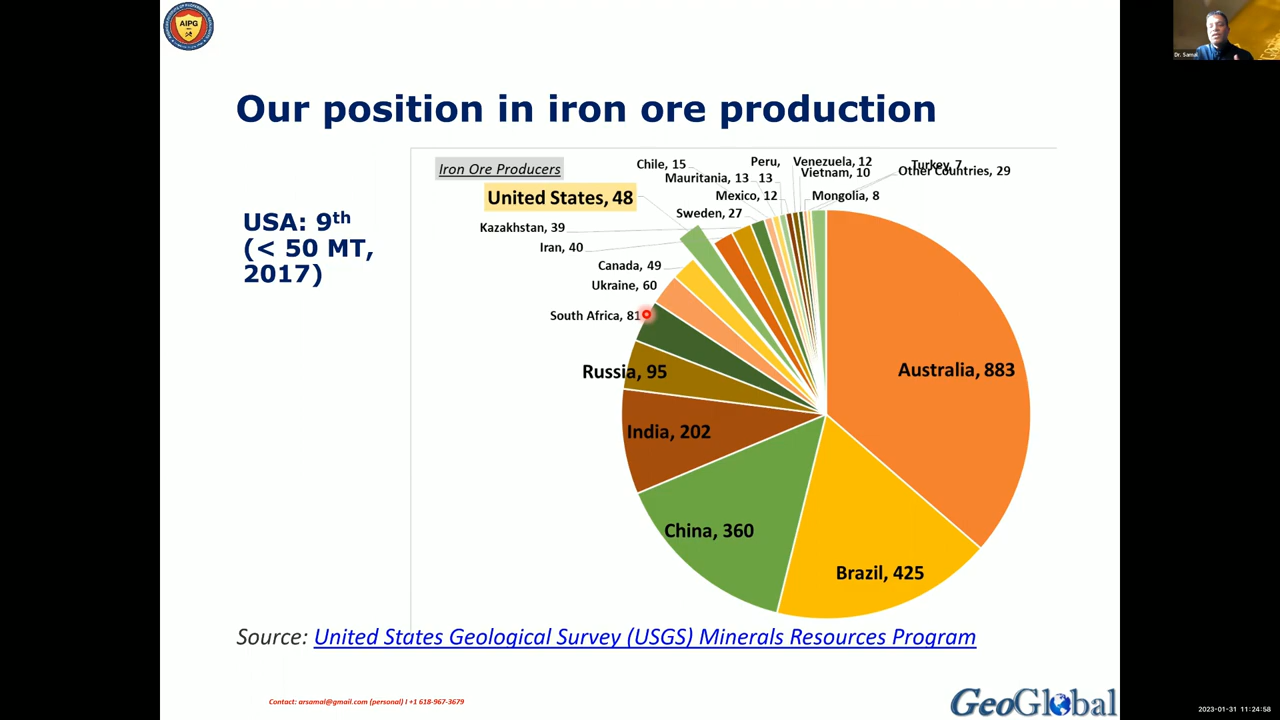 AIPG
Dr. Samal
Our position in iron ore production
Iron Ore Producers
USA: 9th
(< 50 MT,
2017)
Chile, 15
Peru,
13
Venezuela, 12
Turkey, 7
Mauritania, 13
Vietnam, 10
Other Countries, 29
United States, 48
Mexico, 12
Mongolia, 8
Sweden, 27
Kazakhstan, 39
Iran, 40
Canada, 49
Ukraine, 60
South Africa, 81
Russia, 95
Australia, 883
India, 202
China, 360
Brazil, 425
Source: United States Geological Survey (USGS) Minerals Resources Program
Contact: arsamal@gmail.com (personal) I +1 618-967-3679
GeoGlobal
2023-01-31 11:24:58